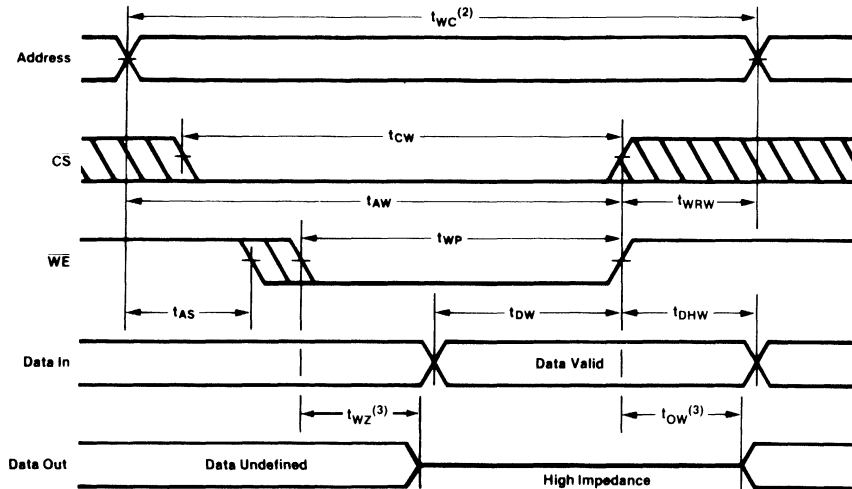 tWC(2)
Address
tCW
CS
tAW
tWRW
tWP
WE
tAS
tDW
tDHW
Data In
Data Valid
tWZ(3)
tOW(3)
Data Out
Data Undefined
High Impedance